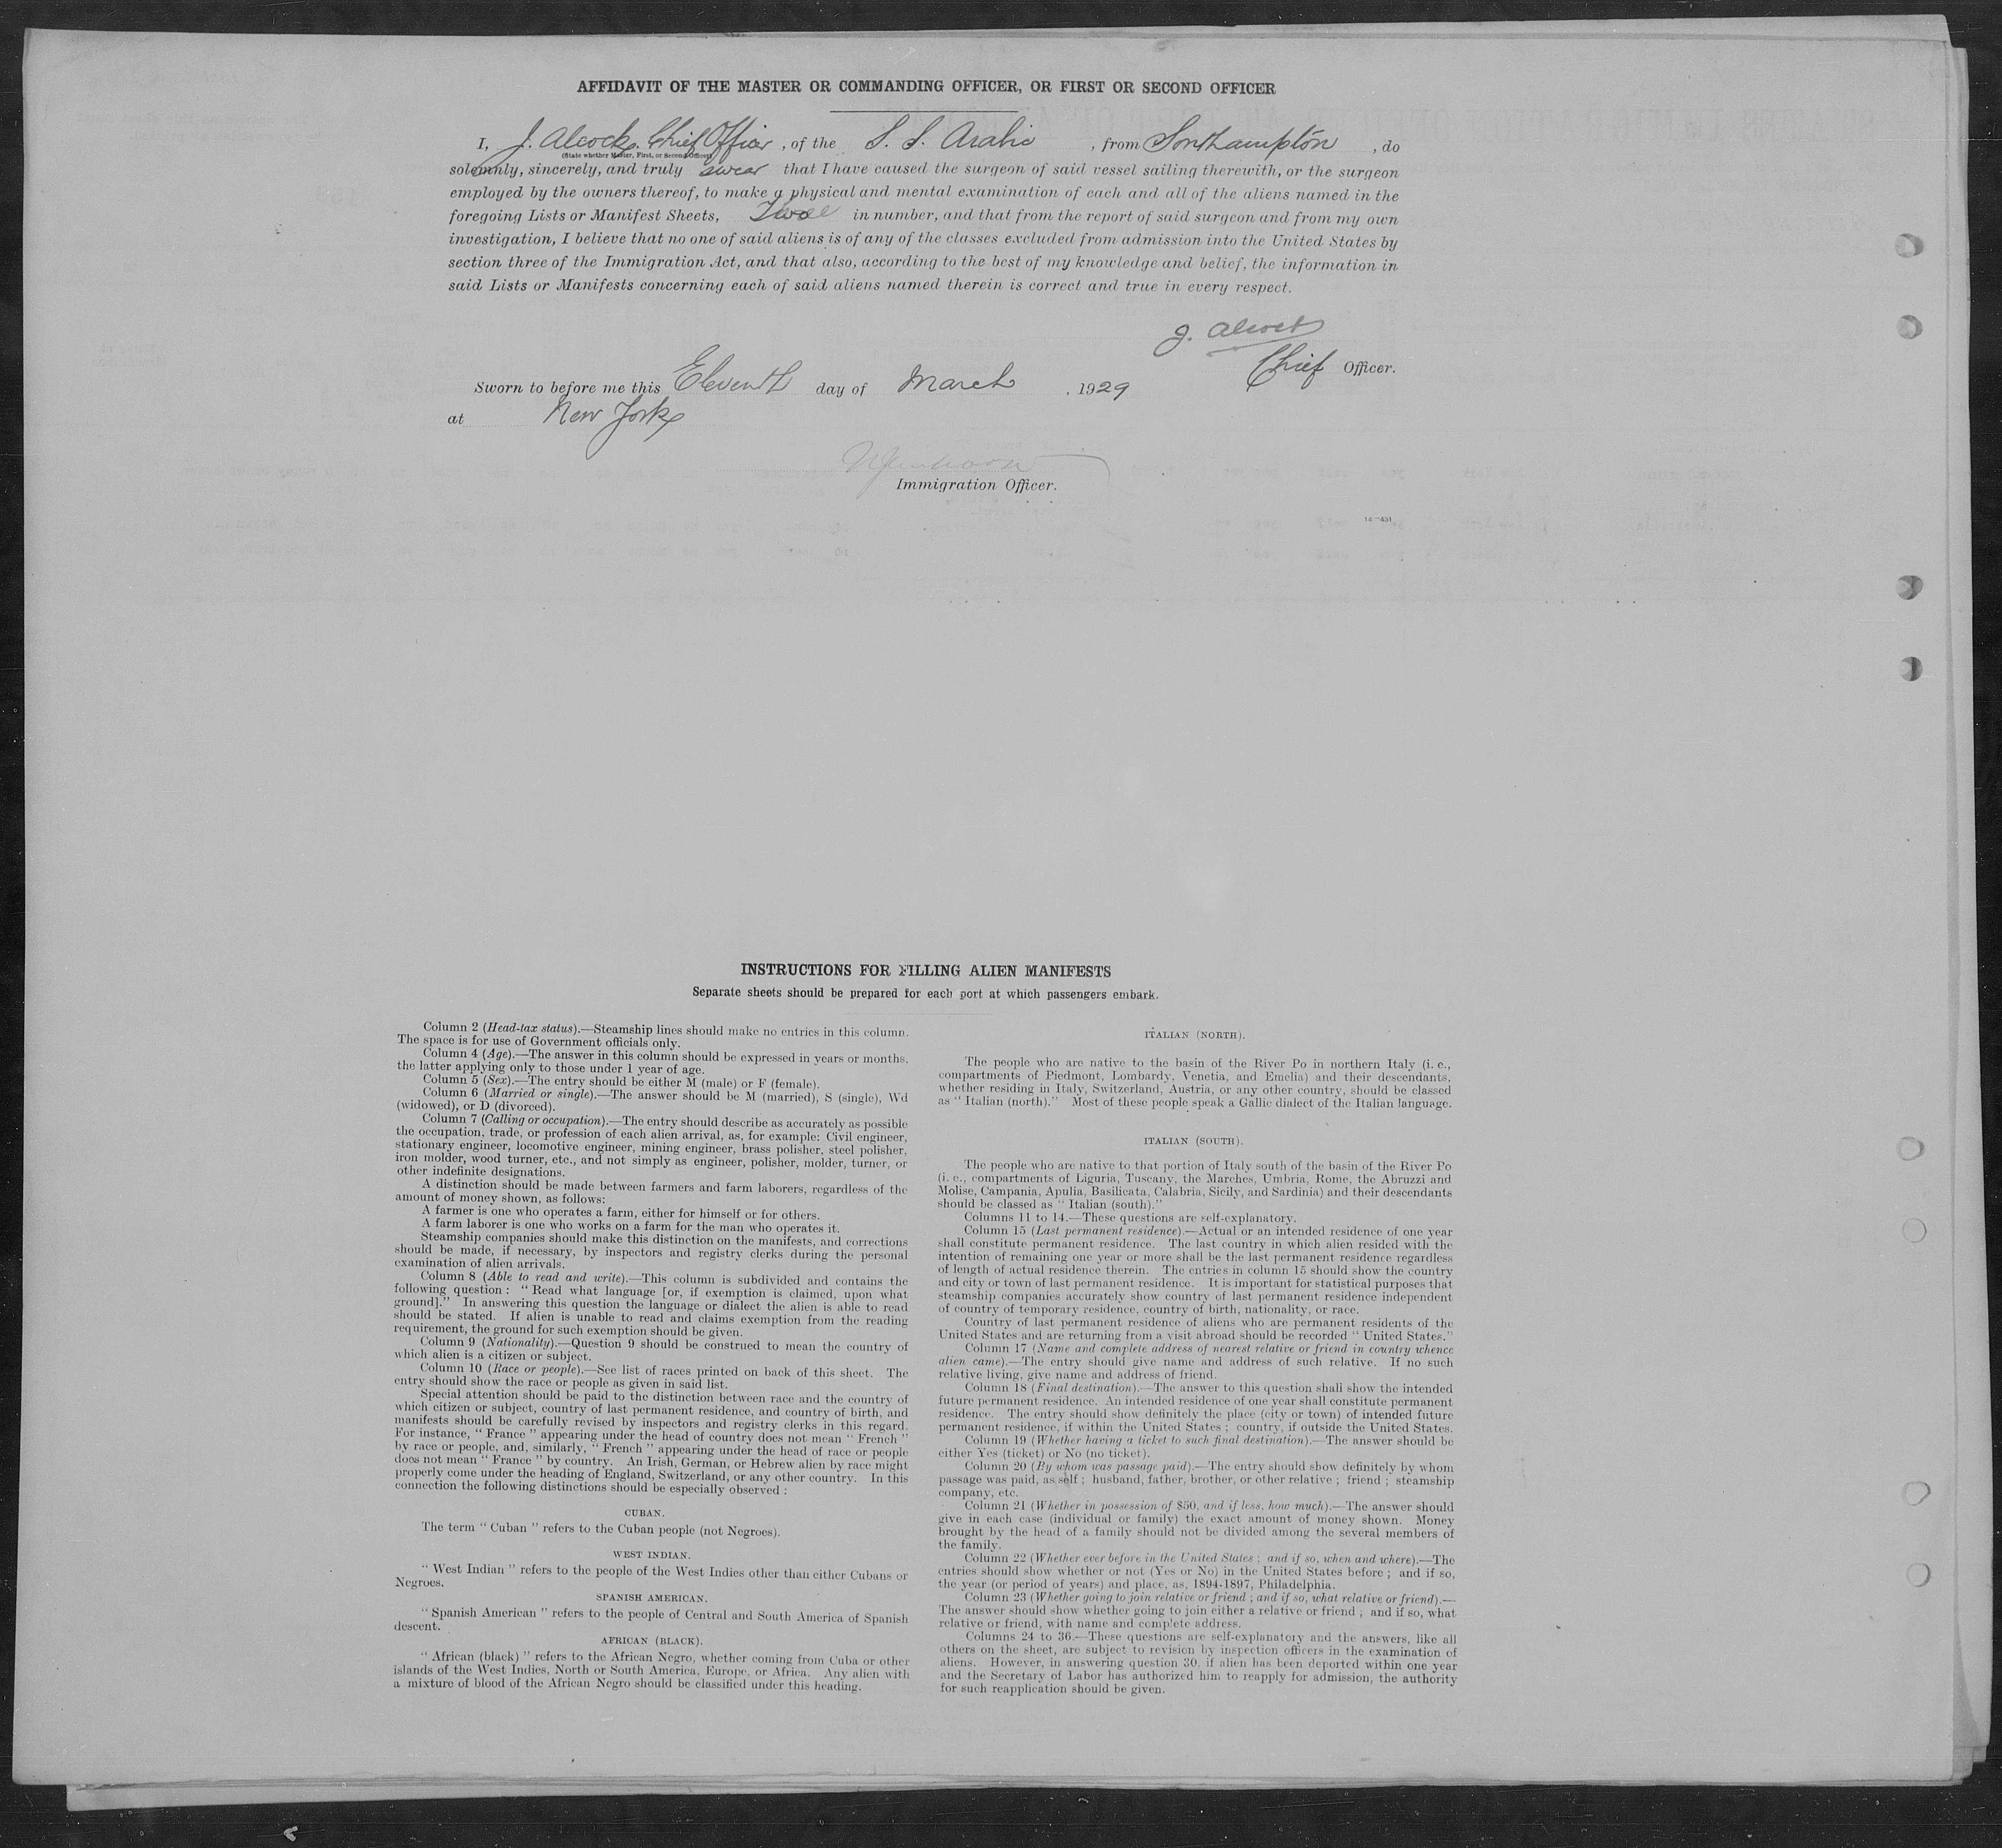 AFFIDAVIT OF THE MASTER OR COMMANDING OFFICER, OR FIRST OR SECOND OFFICER
I, J. Alcock. Chief Officer, of the S. S. Arabic, from Southampton, do
(State whether Master, First, or Second Officer)
solemnly, sincerely, and truly swear that I have caused the surgeon of said vessel sailing therewith, or the surgeon
employed by the owners thereof, to make a physical and mental examination of each and all of the aliens named in the
foregoing Lists or Manifest Sheets, in number, and that from the report of said surgeon and from my own
investigation, I believe that no one of said aliens is of any of the classes excluded from admission into the United States by
section three of the Immigration Act, and that also, according to the best of my knowledge and belief, the information in
said Lists or Manifests concerning each of said aliens named therein is correct and true in every respect.
J. Alcock
Chief Officer.
Sworn to before me this Eleventh day of March, 1929
at New York
Immigration Officer.
14—431
INSTRUCTIONS FOR FILLING ALIEN MANIFESTS
Separate sheets should be prepared for each port at which passengers embark.
Column 2 (Head-tax status).—Steamship lines should make no entries in this column.
The space is for use of Government officials only.
Column 4 (Age).—The answer in this column should be expressed in years or months,
the latter applying only to those under 1 year of age.
Column 5 (Sex).—The entry should be either M (male) or F (female).
Column 6 (Married or single).—The answer should be M (married), S (single), Wd
(widowed), or D (divorced).
Column 7 (Calling or occupation).—The entry should describe as accurately as possible
the occupation, trade, or profession of each alien arrival, as, for example: Civil engineer,
stationary engineer, locomotive engineer, mining engineer, brass polisher, steel polisher,
iron molder, wood turner, etc., and not simply as engineer, polisher, molder, turner, or
other indefinite designations.
A distinction should be made between farmers and farm laborers, regardless of the
amount of money shown, as follows:
A farmer is one who operates a farm, either for himself or for others.
A farm laborer is one who works on a farm for the man who operates it.
Steamship companies should make this distinction on the manifests, and corrections
should be made, if necessary, by inspectors and registry clerks during the personal
examination of alien arrivals.
Column 8 (Able to read and write).—This column is subdivided and contains the
following question : “ Read what language [or, if exemption is claimed, upon what
ground].” In answering this question the language or dialect the alien is able to read
should be stated. If alien is unable to read and claims exemption from the reading
requirement, the ground for such exemption should be given.
Column 9 (Nationality).—Question 9 should be construed to mean the country of
which alien is a citizen or subject.
Column 10 (Race or people).—See list of races printed on back of this sheet. The
entry should show the race or people as given in said list.
Special attention should be paid to the distinction between race and the country of
which citizen or subject, country of last permanent residence, and country of birth, and
manifests should be carefully revised by inspectors and registry clerks in this regard.
For instance, “ France ” appearing under the head of country does not mean “ French ”
by race or people, and, similarly, “ French ” appearing under the head of race or people
does not mean “ France ” by country. An Irish, German, or Hebrew alien by race might
properly come under the heading of England, Switzerland, or any other country. In this
connection the following distinctions should be especially observed :
CUBAN.
The term “ Cuban ” refers to the Cuban people (not Negroes).
WEST INDIAN.
“ West Indian ” refers to the people of the West Indies other than either Cubans or
Negroes.
SPANISH AMERICAN.
“ Spanish American ” refers to the people of Central and South America of Spanish
descent.
AFRICAN (BLACK).
“ African (black) ” refers to the African Negro, whether coming from Cuba or other
islands of the West Indies, North or South America, Europe, or Africa. Any alien with
a mixture of blood of the African Negro should be classified under this heading.
ITALIAN (NORTH).
The people who are native to the basin of the River Po in northern Italy (i. e.,
compartments of Piedmont, Lombardy, Venetia, and Emelia) and their descendants,
whether residing in Italy, Switzerland, Austria, or any other country, should be classed
as “ Italian (north).” Most of these people speak a Gallic dialect of the Italian language.
ITALIAN (SOUTH).
The people who are native to that portion of Italy south of the basin of the River Po
(i. e., compartments of Liguria, Tuscany, the Marches, Umbria, Rome, the Abruzzi and
Molise, Campania, Apulia, Basilicata, Calabria, Sicily, and Sardinia) and their descendants
should be classed as “ Italian (south).”
Columns 11 to 14.—These questions are self-explanatory.
Column 15 (Last permanent residence).—Actual or an intended residence of one year
shall constitute permanent residence. The last country in which alien resided with the
intention of remaining one year or more shall be the last permanent residence regardless
of length of actual residence therein. The entries in column 15 should show the country
and city or town of last permanent residence. It is important for statistical purposes that
steamship companies accurately show country of last permanent residence independent
of country of temporary residence, country of birth, nationality, or race.
Country of last permanent residence of aliens who are permanent residents of the
United States and are returning from a visit abroad should be recorded “ United States.”
Column 17 (Name and complete address of nearest relative or friend in country whence
alien came).—The entry should give name and address of such relative. If no such
relative living, give name and address of friend.
Column 18 (Final destination).—The answer to this question shall show the intended
future permanent residence. An intended residence of one year shall constitute permanent
residence. The entry should show definitely the place (city or town) of intended future
permanent residence, if within the United States ; country, if outside the United States.
Column 19 (Whether having a ticket to such final destination).—The answer should be
either Yes (ticket) or No (no ticket).
Column 20 (By whom was passage paid).—The entry should show definitely by whom
passage was paid, as self ; husband, father, brother, or other relative ; friend ; steamship
company, etc.
Column 21 (Whether in possession of $50, and if less, how much).—The answer should
give in each case (individual or family) the exact amount of money shown. Money
brought by the head of a family should not be divided among the several members of
the family.
Column 22 (Whether ever before in the United States ; and if so, when and where).—The
entries should show whether or not (Yes or No) in the United States before ; and if so,
the year (or period of years) and place, as, 1894-1897, Philadelphia.
Column 23 (Whether going to join relative or friend ; and if so, what relative or friend).—
The answer should show whether going to join either a relative or friend ; and if so, what
relative or friend, with name and complete address.
Columns 24 to 36.—These questions are self-explanatory and the answers, like all
others on the sheet, are subject to revision by inspection officers in the examination of
aliens. However, in answering question 30, if alien has been deported within one year
and the Secretary of Labor has authorized him to reapply for admission, the authority
for such reapplication should be given.